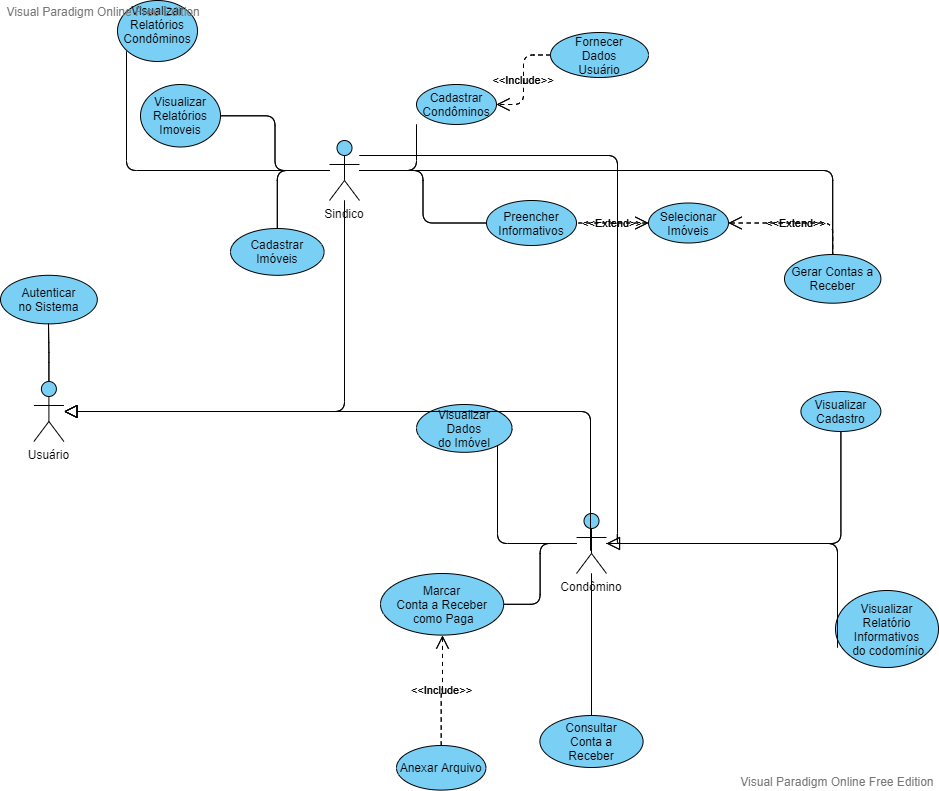 Visual Paradigm Online Free Edition
Visualizar
Relatórios
Condôminos
Fornecer
Dados
Usuário
<<Include>>
Visualizar
Relatórios
Imoveis
Cadastrar
Condôminos
Sindico
Preencher
Informativos
<<Extend>>
Selecionar
Imóveis
<<Extend>>
Cadastrar
Imóveis
Gerar Contas a
Receber
Autenticar
no Sistema
Usuário
Visualizar
Dados
do Imóvel
Visualizar
Cadastro
Condômino
Marcar
Conta a Receber
como Paga
Visualizar
Relatório
Informativos
do codomínio
<<Include>>
Consultar
Conta a
Receber
Anexar Arquivo
Visual Paradigm Online Free Edition